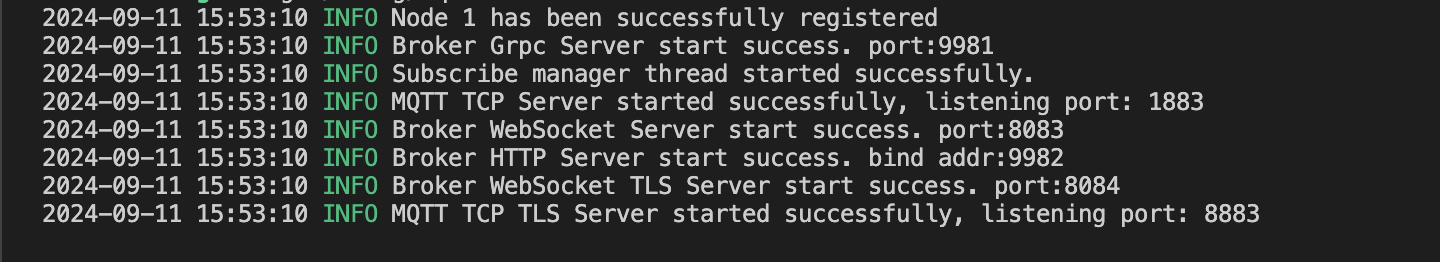 2024-09-11 15:53:10 INFO Node 1 has been successfully registered
2024-09-11 15:53:10 INFO Broker Grpc Server start success. port:9981
2024-09-11 15:53:10 INFO Subscribe manager thread started successfully.
2024-09-11 15:53:10 INFO MQTT TCP Server started successfully, listening port: 1883
2024-09-11 15:53:10 INFO Broker WebSocket Server start success. port:8083
2024-09-11 15:53:10 INFO Broker HTTP Server start success. bind addr:9982
2024-09-11 15:53:10 INFO Broker WebSocket TLS Server start success. port:8084
2024-09-11 15:53:10 INFO MQTT TCP TLS Server started successfully, listening port: 8883